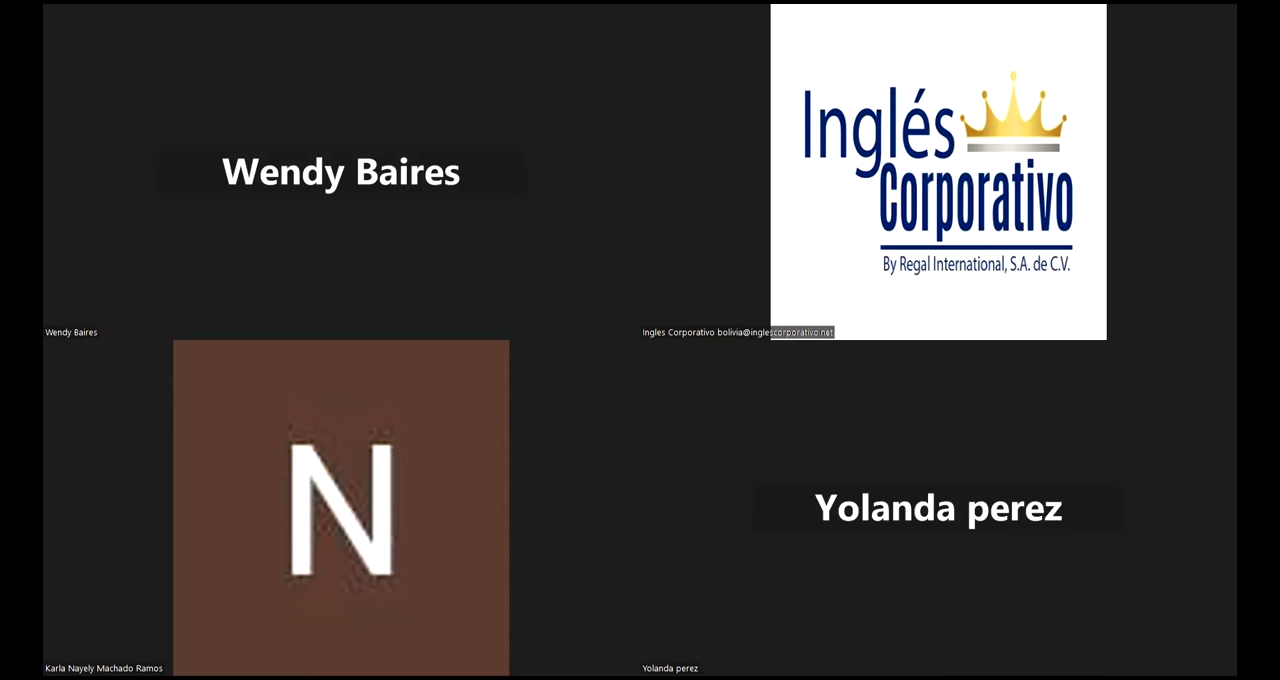 Wendy Baires
Wendy Baires
Inglés
Corporativo
By Regal International, S.A. de C.V.
Ingles Corporativo bolivia@inglescorporativo.net
N
Karla Nayely Machado Ramos
Yolanda perez
Yolanda perez